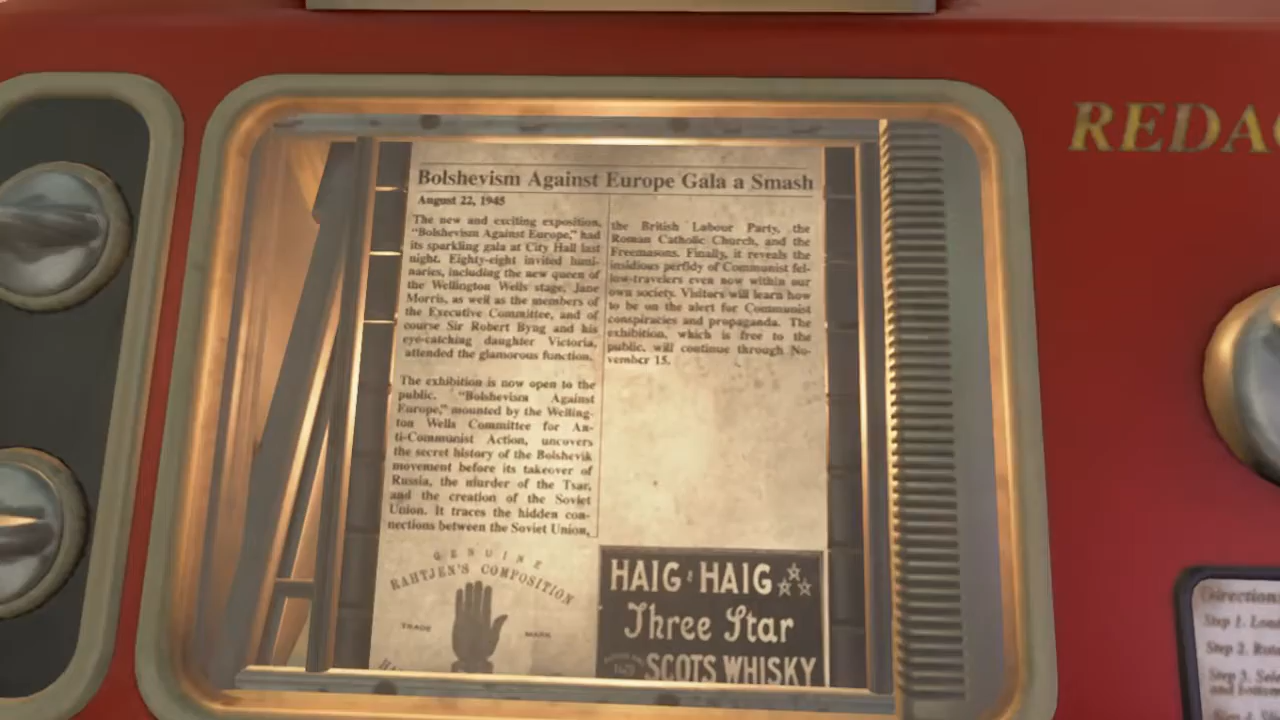 REDAC
Bolshevism Against Europe Gala a Smash
August 22, 1945
The new and exciting exposition,
"Bolshevism Against Europe," had
its sparkling gala at City Hall last
night. Eighty-eight invited lumi-
naries, including the new queen of
the Wellington Wells stage, Jane
Morris, as well as the members of
the Executive Committee, and of
course Sir Robert Byng and his
eye-catching daughter Victoria,
attended the glamorous function.
The exhibition is now open to the
public. "Bolshevism Against
Europe," mounted by the Welling-
ton Wells Committee for An-
ti-Communist Action, uncovers
the secret history of the Bolshevik
movement before its takeover of
Russia, the murder of the Tsar,
and the creation of the Soviet
Union. It traces the hidden con-
nections between the Soviet Union,
the British Labour Party, the
Roman Catholic Church, and the
Freemasons. Finally, it reveals the
insidious perfidy of Communist fel-
low-travelers even now within our
own society. Visitors will learn how
to be on the alert for Communist
conspiracies and propaganda. The
exhibition, which is free to the
public, will continue through No-
vember 15.
GENUINE
RAHTJEN'S COMPOSITION
TRADE MARK
HAIG & HAIG
Three Star
SCOTS WHISKY
Direction
Step 1. Load
Step 2.
Step 3.